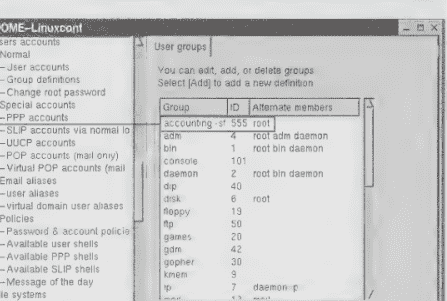 OME-Linuxconf
sers accounts
Normal
- User accounts
- Group definitions
- Change root password
Special accounts
- PPP accounts
- SLIP accounts via normal lo
- UUCP accounts
- POP accounts (mail only)
- Virtual POP accounts (mail
Email aliases
- user aliases
- virtual domain user aliases
Policies
- Password & account policie
- Available user shells
- Available PPP shells
- Available SLIP shells
- Message of the day
le systems
User groups
You can edit, add, or delete groups
Select [Add] to add a new definition
Group ID Alternate members
accounting-st 555 root
adm 4 root adm daemon
bin 1 root bin daemon
console 101
daemon 2 root bin daemon
dip 40
disk 6 root
floppy 19
ftp 50
games 20
gdm 42
gopher 30
kmem 9
lp 7 daemon lp